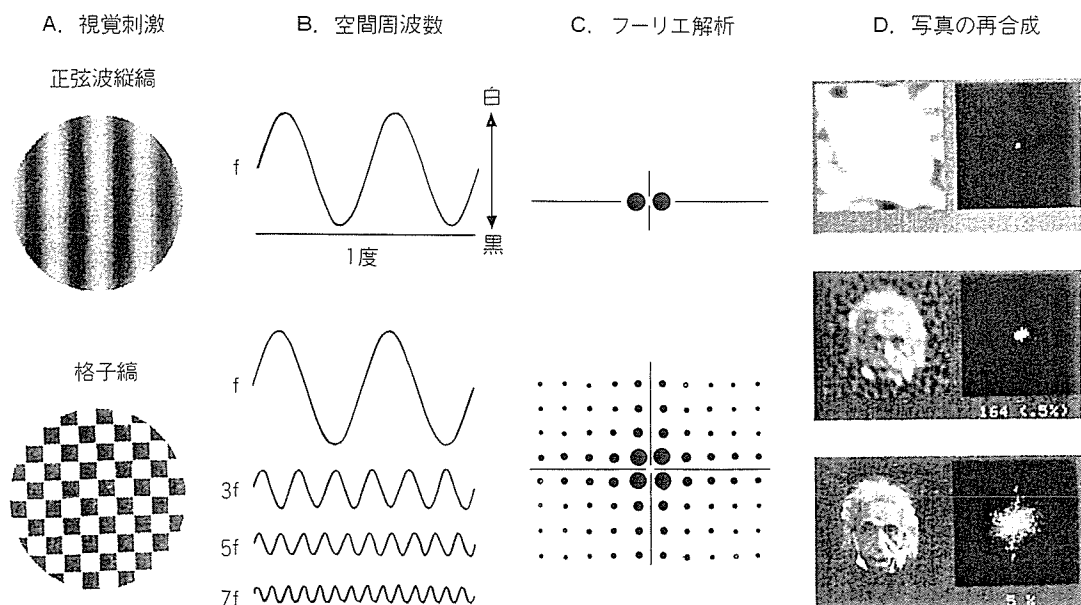 A. 視覚刺激
B. 空間周波数
C. フーリエ解析
D. 写真の再合成
正弦波縦縞
f
白
黒
1度
格子縞
f
3f
5f
7f
164 (.5%)
5 %